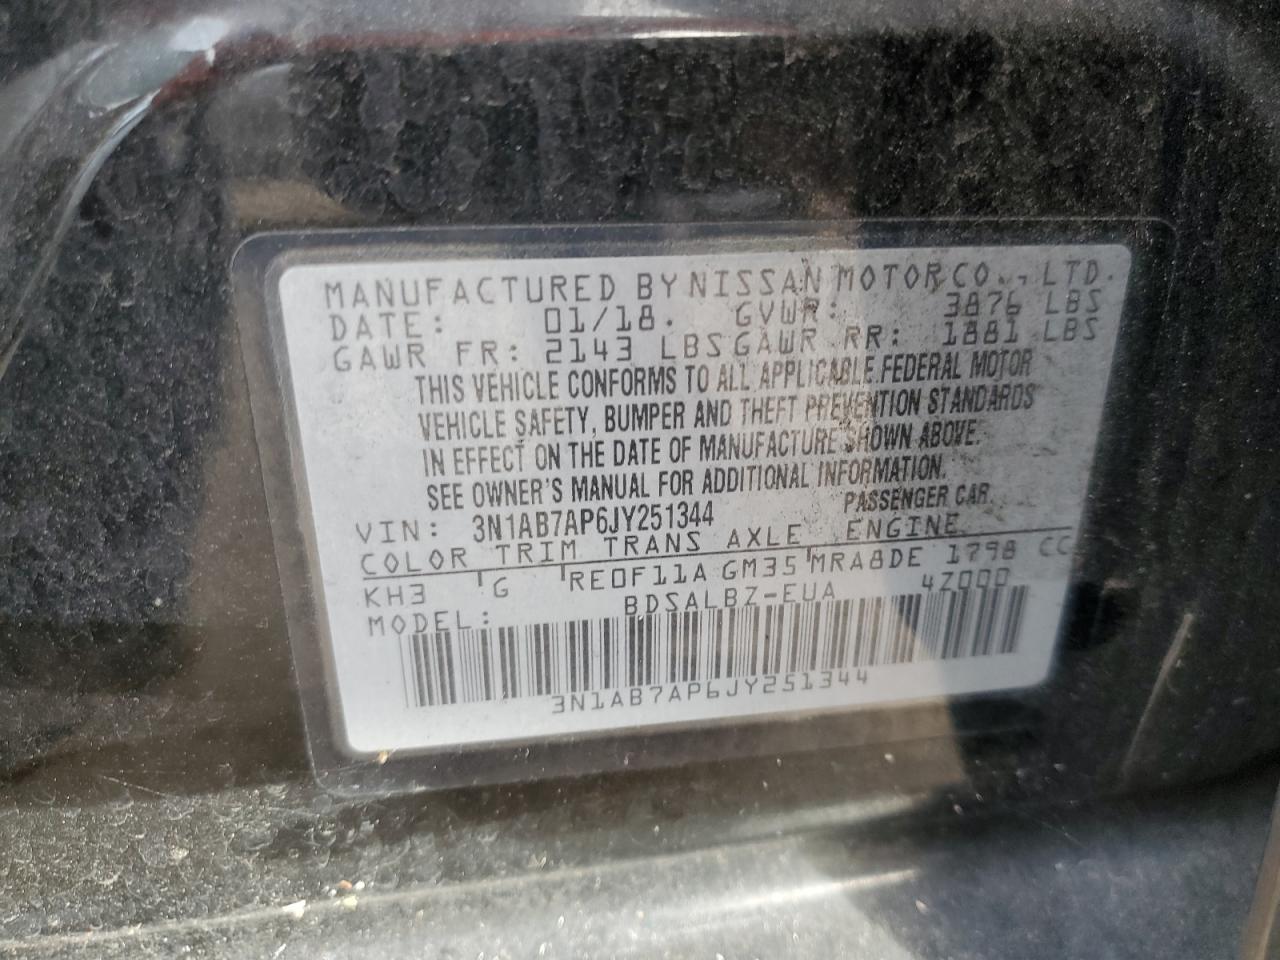 MANUFACTURED BY NISSAN MOTOR CO., LTD.
DATE: 01/18. GVWR: 3876 LBS
GAWR FR: 2143 LBS GAWR RR: 1881 LBS
THIS VEHICLE CONFORMS TO ALL APPLICABLE FEDERAL MOTOR
VEHICLE SAFETY, BUMPER AND THEFT PREVENTION STANDARDS
IN EFFECT ON THE DATE OF MANUFACTURE SHOWN ABOVE.
SEE OWNER'S MANUAL FOR ADDITIONAL INFORMATION.
VIN: 3N1AB7AP6JY251344 PASSENGER CAR
COLOR TRIM TRANS AXLE ENGINE
KH3 G RE0F11A GM35 MRA8DE 1798 CC
MODEL: BDSALBZ-EUA 4Z000
3N1AB7AP6JY251344